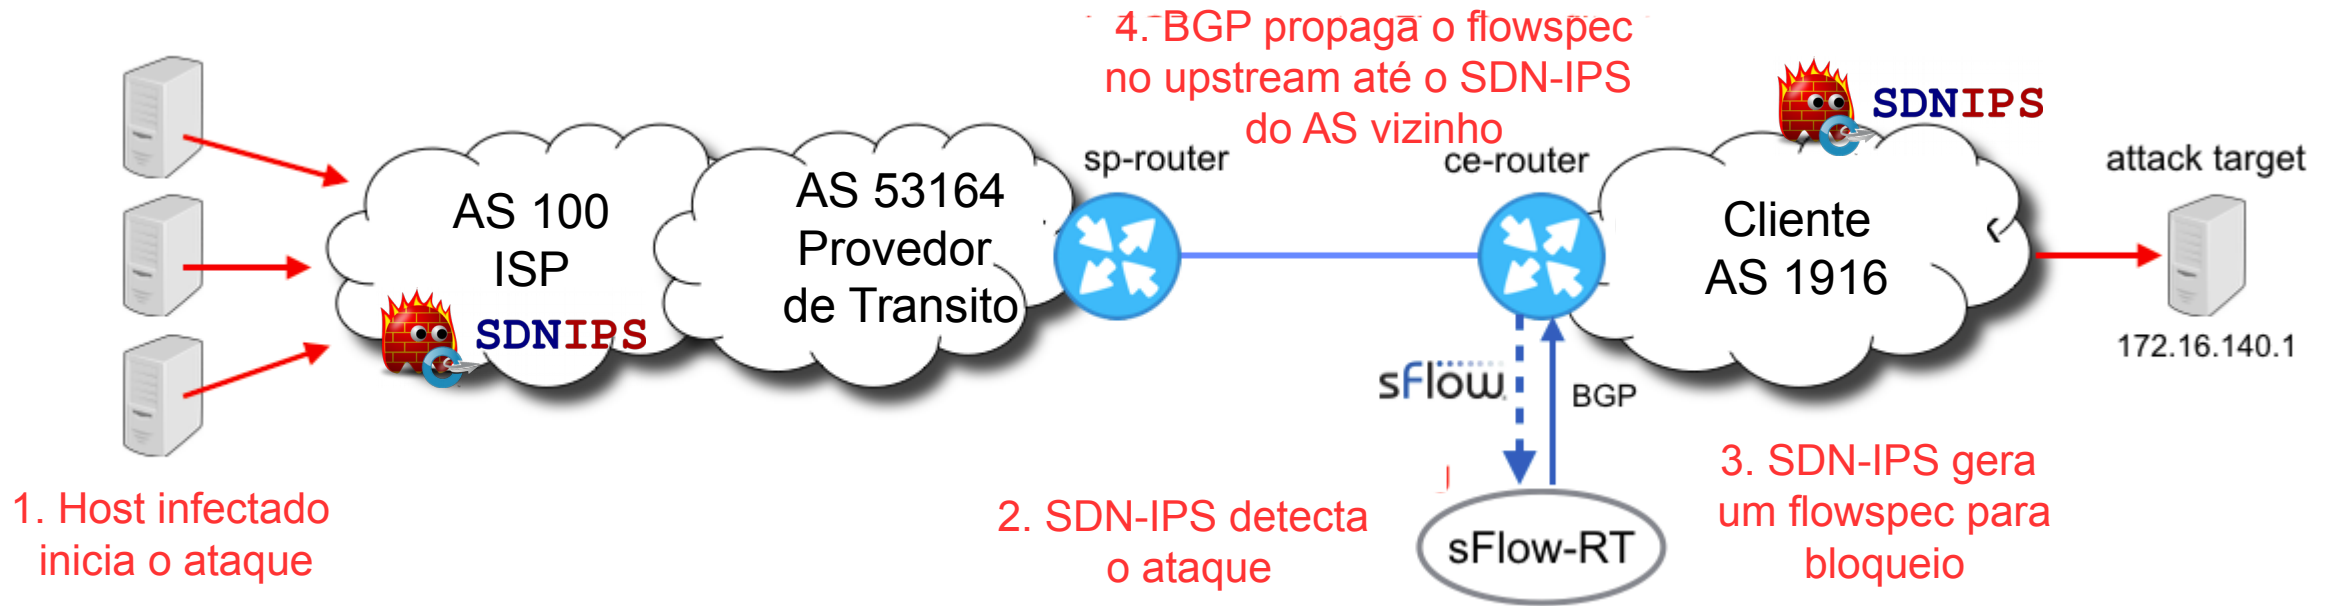 4. BGP propaga o flowspec
no upstream até o SDN-IPS
do AS vizinho
SDNIPS
sp-router
ce-router
attack target
AS 100
ISP
AS 53164
Provedor
de Transito
Cliente
AS 1916
SDNIPS
172.16.140.1
sFlow
BGP
1. Host infectado
inicia o ataque
2. SDN-IPS detecta
o ataque
sFlow-RT
3. SDN-IPS gera
um flowspec para
bloqueio